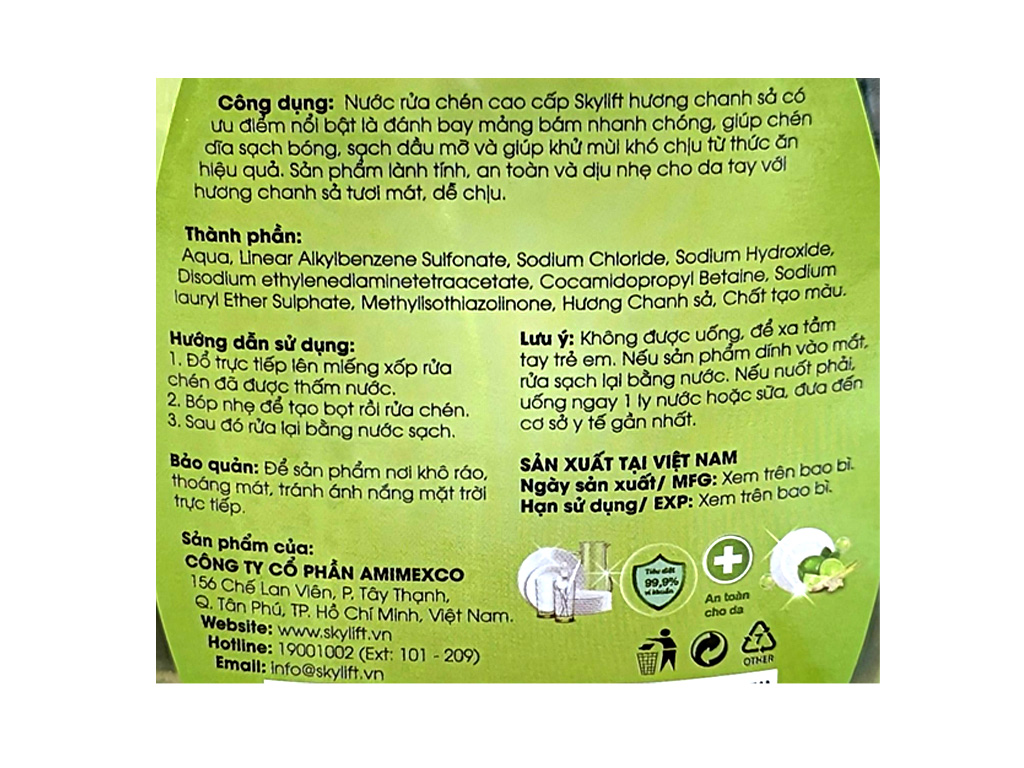 Công dụng: Nước rửa chén cao cấp Skylift hương chanh sả có
ưu điểm nổi bật là đánh bay mảng bám nhanh chóng, giúp chén
dĩa sạch bóng, sạch dầu mỡ và giúp khử mùi khó chịu từ thức ăn
hiệu quả. Sản phẩm lành tính, an toàn và dịu nhẹ cho da tay với
hương chanh sả tươi mát, dễ chịu.
Thành phần:
Aqua, Linear Alkylbenzene Sulfonate, Sodium Chloride, Sodium Hydroxide,
Disodium ethylenediaminetetraacetate, Cocamidopropyl Betaine, Sodium
lauryl Ether Sulphate, Methylisothiazolinone, Hương Chanh sả, Chất tạo màu.
Hướng dẫn sử dụng:
1. Đổ trực tiếp lên miếng xốp rửa
chén đã được thấm nước.
2. Bóp nhẹ để tạo bọt rồi rửa chén.
3. Sau đó rửa lại bằng nước sạch.
Bảo quản: Để sản phẩm nơi khô ráo,
thoáng mát, tránh ánh nắng mặt trời
trực tiếp.
Lưu ý: Không được uống, để xa tầm
tay trẻ em. Nếu sản phẩm dính vào mắt,
rửa sạch lại bằng nước. Nếu nuốt phải,
uống ngay 1 ly nước hoặc sữa, đưa đến
cơ sở y tế gần nhất.
SẢN XUẤT TẠI VIỆT NAM
Ngày sản xuất/ MFG: Xem trên bao bì.
Hạn sử dụng/ EXP: Xem trên bao bì.
Sản phẩm của:
CÔNG TY CỔ PHẦN AMIMEXCO
156 Chế Lan Viên, P. Tây Thạnh,
Q. Tân Phú, TP. Hồ Chí Minh, Việt Nam.
Website: www.skylift.vn
Hotline: 19001002 (Ext: 101 - 209)
Email: info@skylift.vn
Tiêu diệt
99,9%
vi khuẩn
An toàn
cho da
7
OTHER